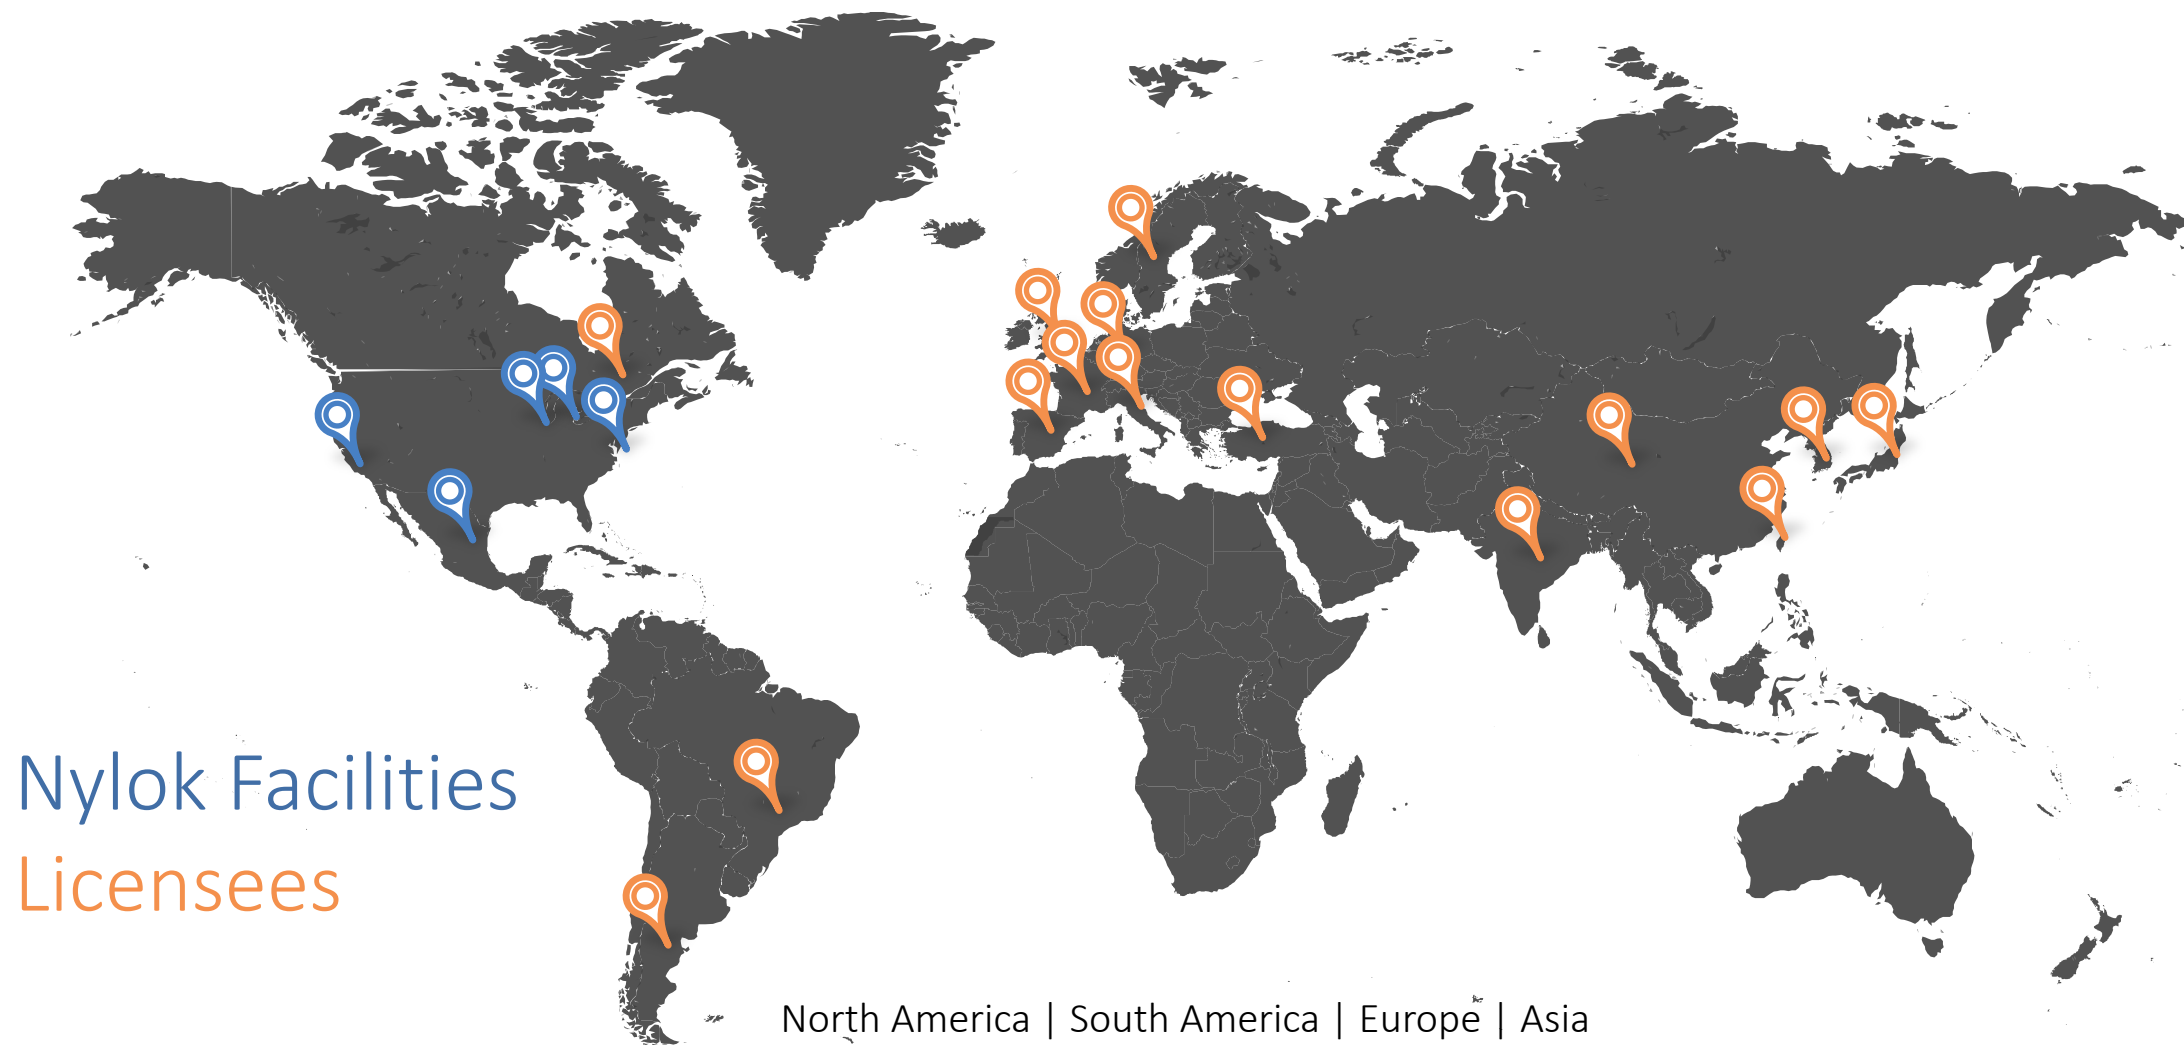 Nylok Facilities
Licensees
North America | South America | Europe | Asia